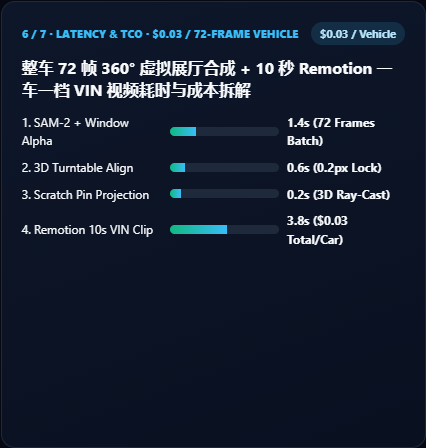 6 / 7 · LATENCY & TCO · $0.03 / 72-FRAME VEHICLE
$0.03 / Vehicle
整车 72 帧 360° 虚拟展厅合成 + 10 秒 Remotion 一
车一档 VIN 视频耗时与成本拆解
1. SAM-2 + Window
Alpha
1.4s (72 Frames
Batch)
2. 3D Turntable Align
0.6s (0.2px Lock)
3. Scratch Pin Projection
0.2s (3D Ray-Cast)
4. Remotion 10s VIN Clip
3.8s ($0.03
Total/Car)